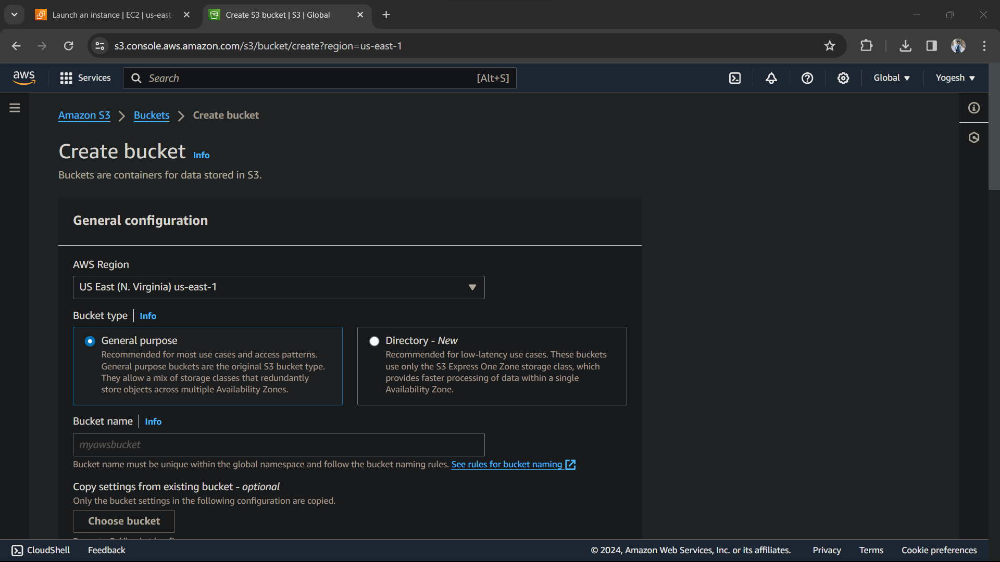 Launch an instance | EC2 | us-east-
Create S3 bucket | S3 | Global
s3.console.aws.amazon.com/s3/bucket/create?region=us-east-1
aws
Services
Search
[Alt+S]
Global
Yogesh
Amazon S3
Buckets
Create bucket
Create bucket Info
Buckets are containers for data stored in S3.
General configuration
AWS Region
US East (N. Virginia) us-east-1
Bucket type Info
General purpose
Recommended for most use cases and access patterns.
General purpose buckets are the original S3 bucket type.
They allow a mix of storage classes that redundantly
store objects across multiple Availability Zones.
Directory - New
Recommended for low-latency use cases. These buckets
use only the S3 Express One Zone storage class, which
provides faster processing of data within a single
Availability Zone.
Bucket name Info
myawsbucket
Bucket name must be unique within the global namespace and follow the bucket naming rules. See rules for bucket naming
Copy settings from existing bucket - optional
Only the bucket settings in the following configuration are copied.
Choose bucket
CloudShell
Feedback
© 2024, Amazon Web Services, Inc. or its affiliates.
Privacy
Terms
Cookie preferences